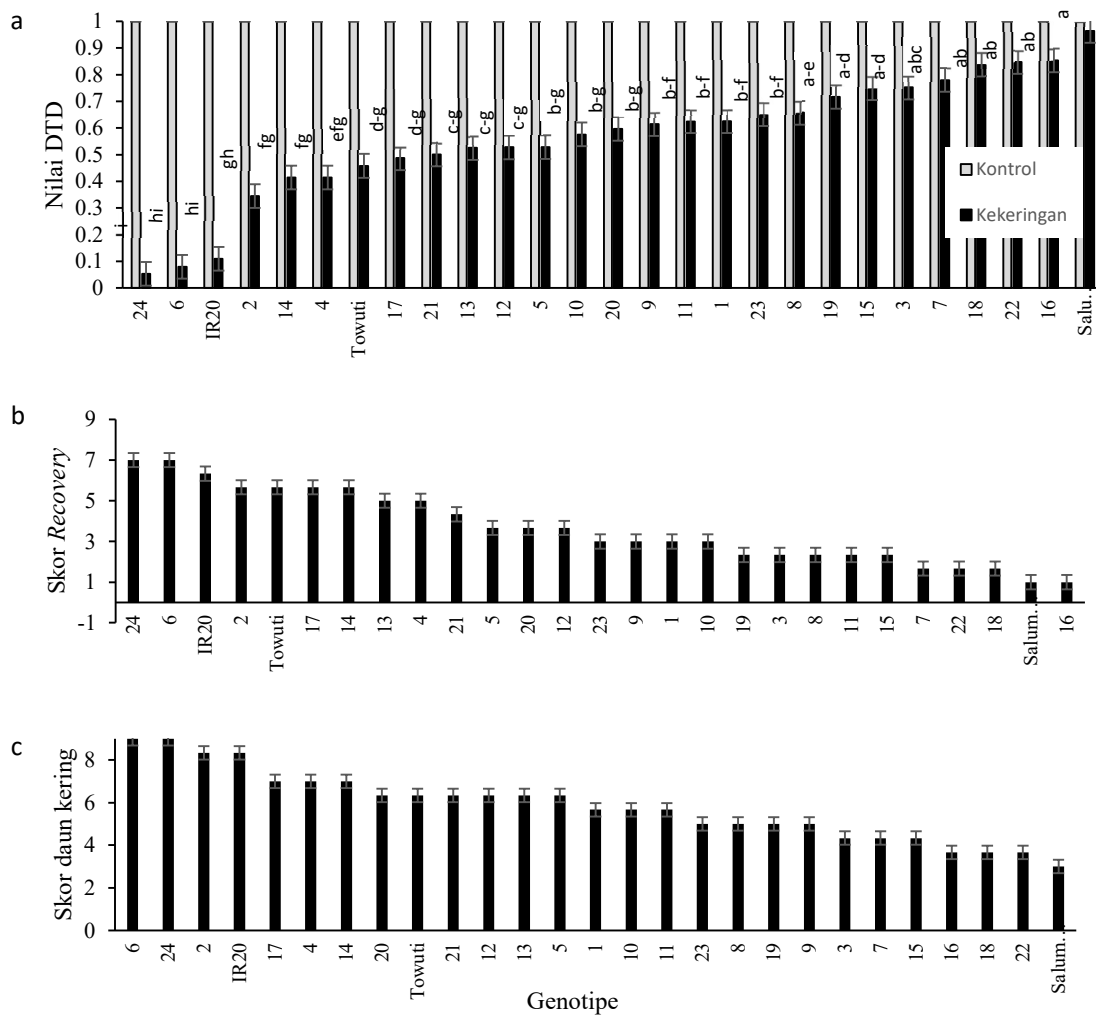 a
Nilai DTD
1
0.9
0.8
0.7
0.6
0.5
0.4
0.3
0.2
0.1
0
i
hi
hi
gh
fg
fg
efg
d-g
d-g
c-g
c-g
c-g
b-g
b-g
b-g
b-f
b-f
b-f
b-f
a-e
a-d
a-d
abc
ab
ab
ab
a
Kontrol
Kekeringan
24
6
IR20
2
14
4
Towuti
17
21
13
12
5
10
20
9
11
1
23
8
19
15
3
7
18
22
16
Salu…
b
Skor Recovery
9
7
5
3
1
-1
24
6
IR20
2
Towuti
17
14
13
4
21
5
20
12
23
9
1
10
19
3
8
11
15
7
22
18
Salum…
16
c
Skor daun kering
8
6
4
2
0
6
24
2
IR20
17
4
14
20
Towuti
21
12
13
5
1
10
11
23
8
19
9
3
7
15
16
18
22
Salum…
Genotipe